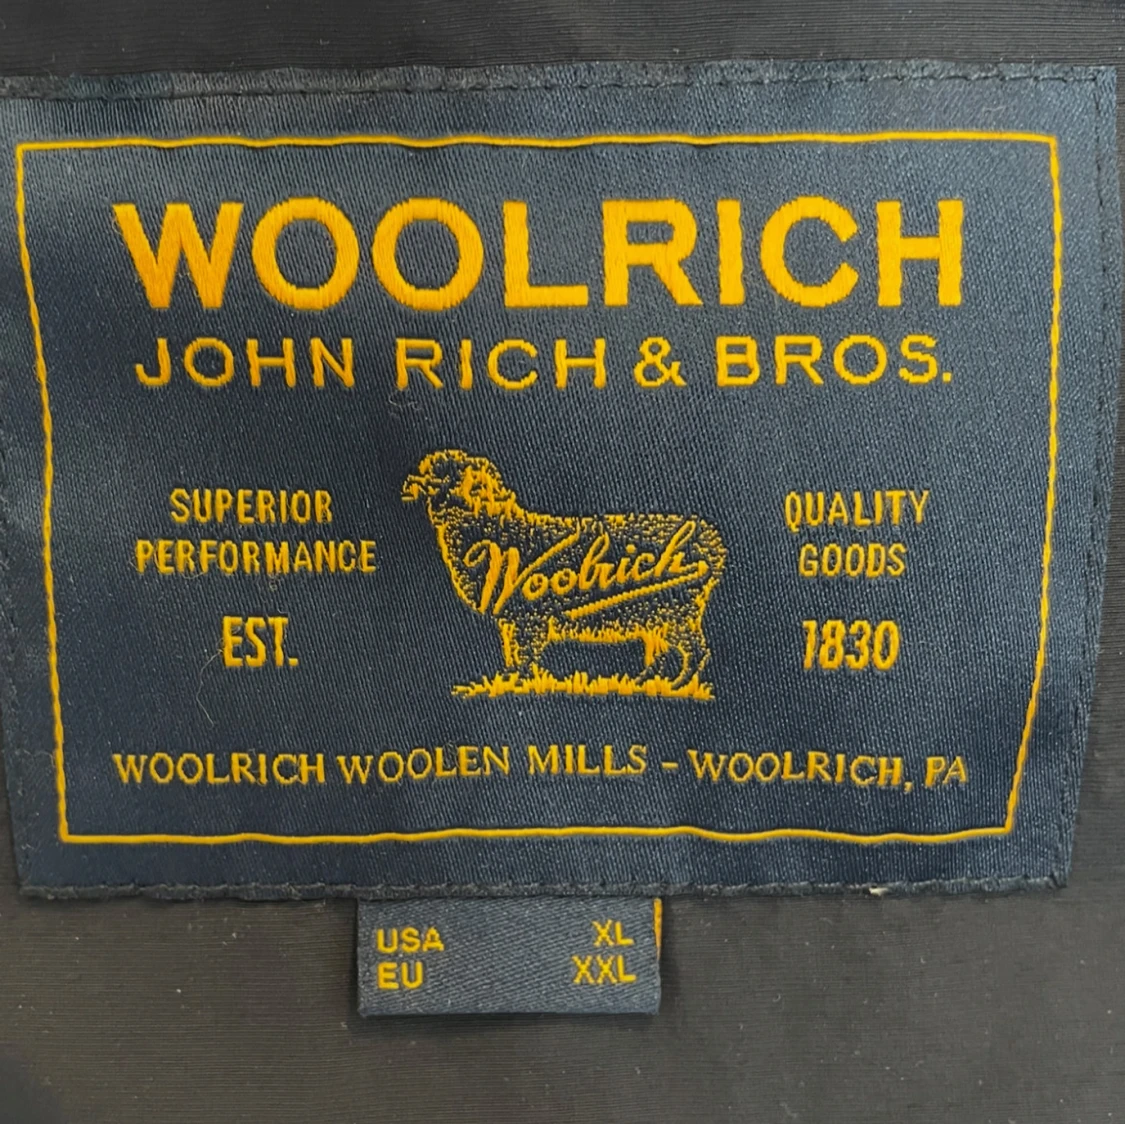 WOOLRICH
JOHN RICH & BROS.
SUPERIOR
PERFORMANCE
EST.
Woolrich
QUALITY
GOODS
1830
WOOLRICH WOOLEN MILLS - WOOLRICH, PA
USA XL
EU XXL